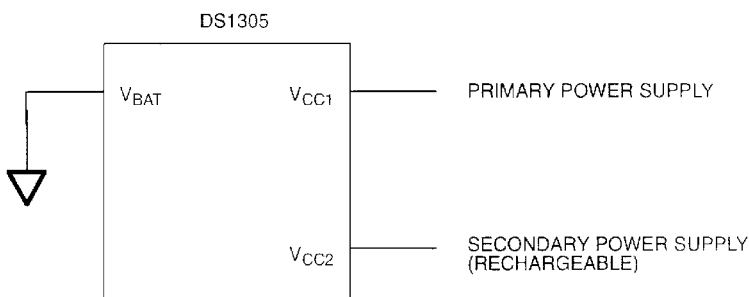 DS1305
VBAT
VCC1
PRIMARY POWER SUPPLY
VCC2
SECONDARY POWER SUPPLY
(RECHARGEABLE)